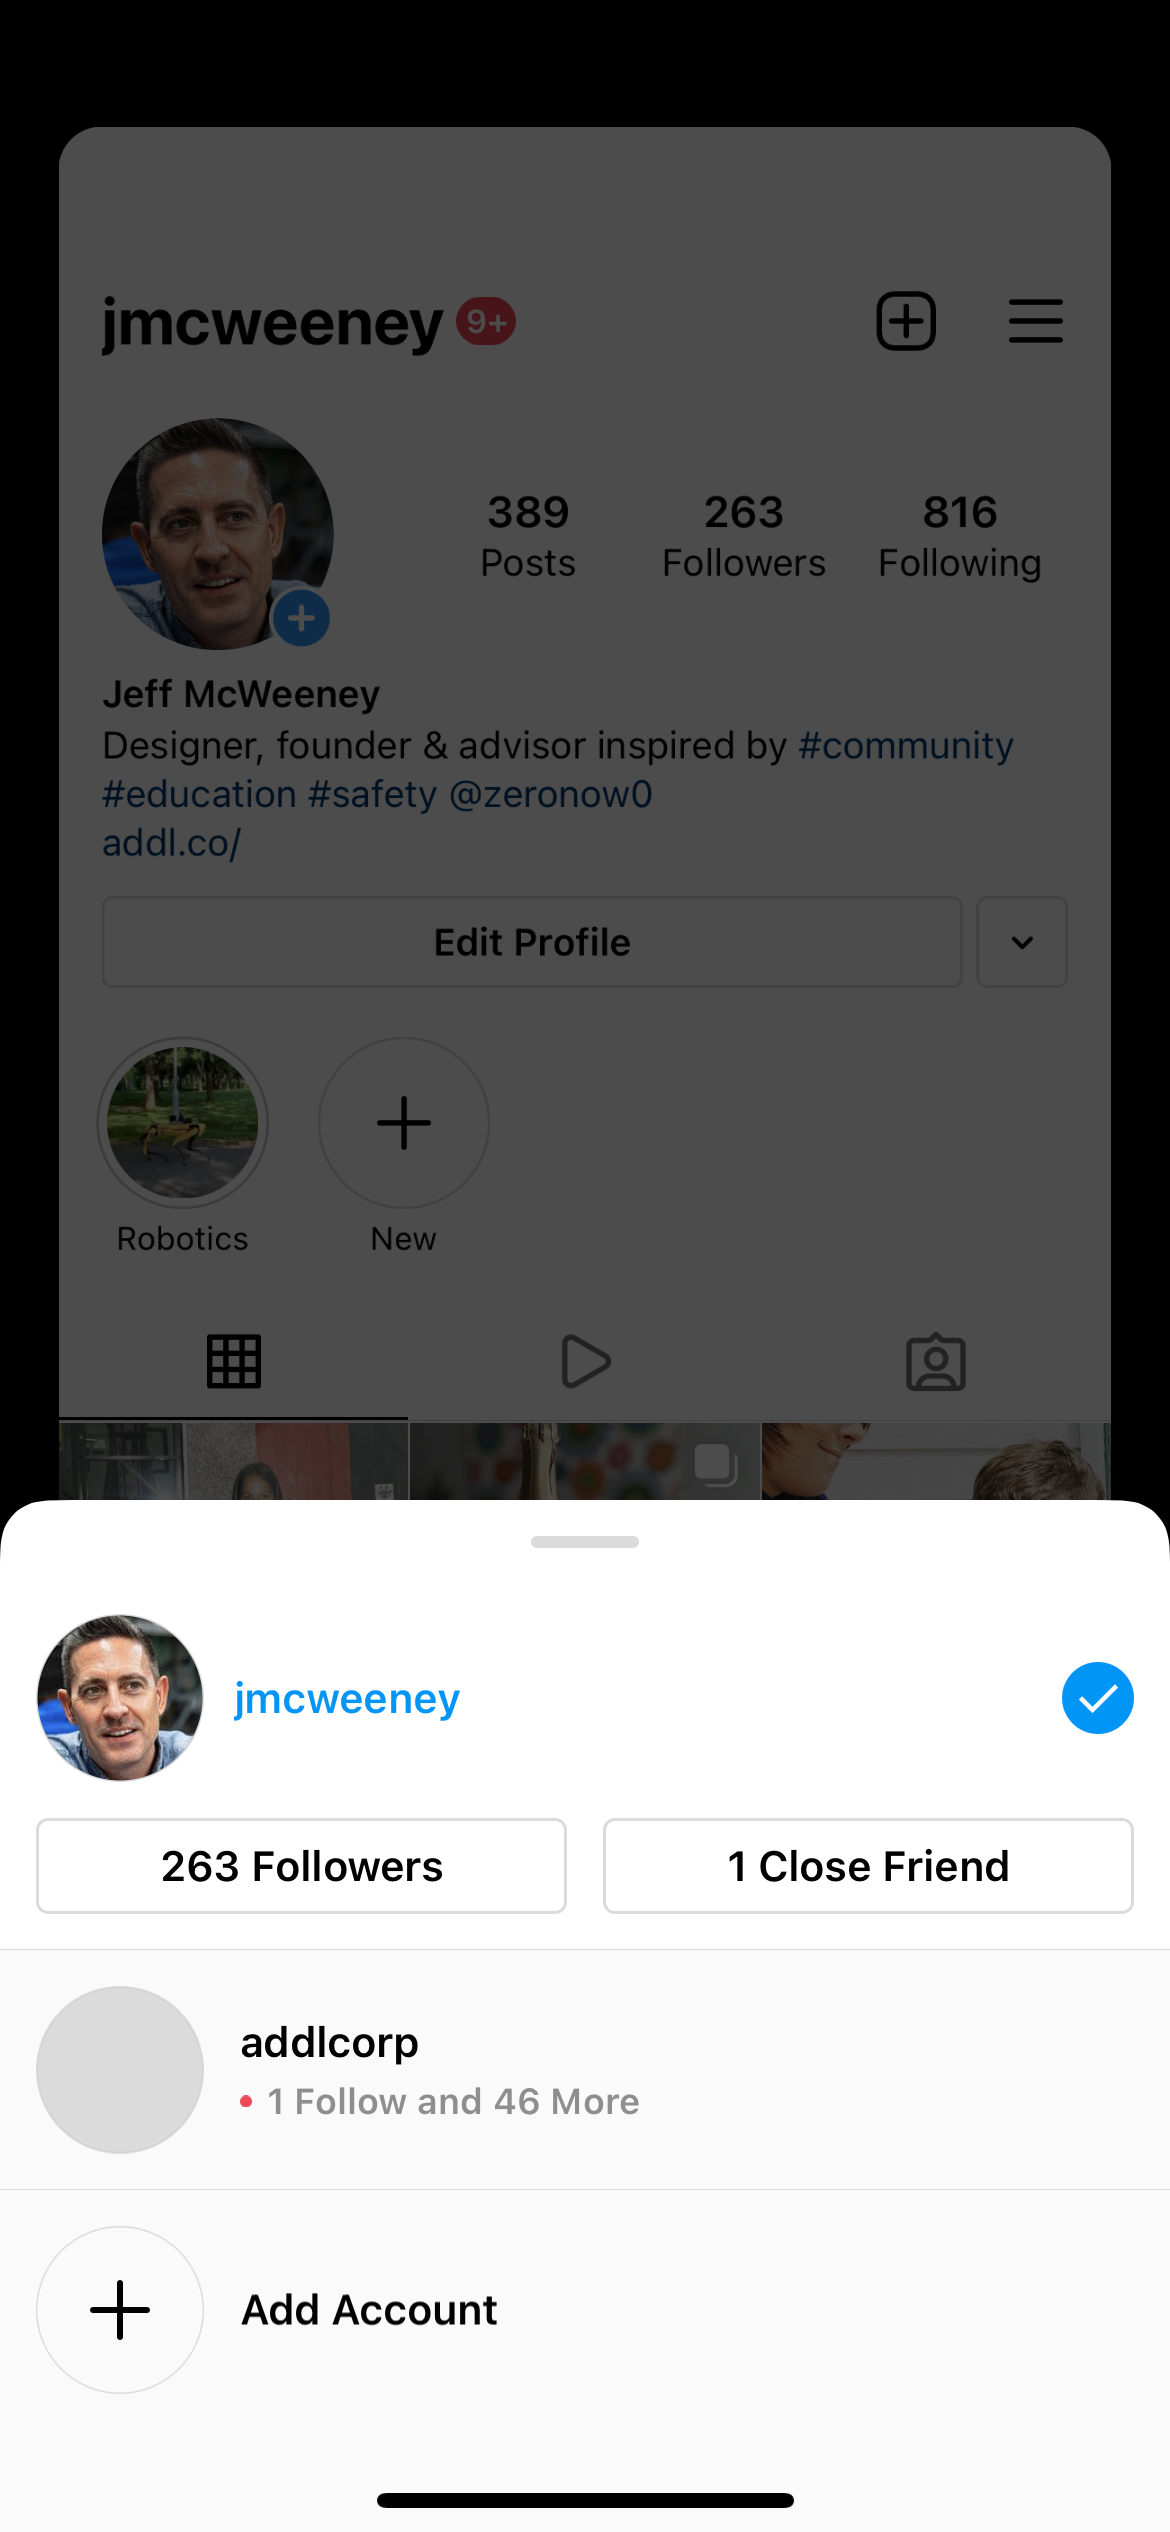 jmcweeney 9+
389 263 816
Posts Followers Following
Jeff McWeeney
Designer, founder & advisor inspired by #community
#education #safety @zeronow0
addl.co/
Edit Profile
Robotics New
jmcweeney
263 Followers 1 Close Friend
addlcorp
• 1 Follow and 46 More
Add Account